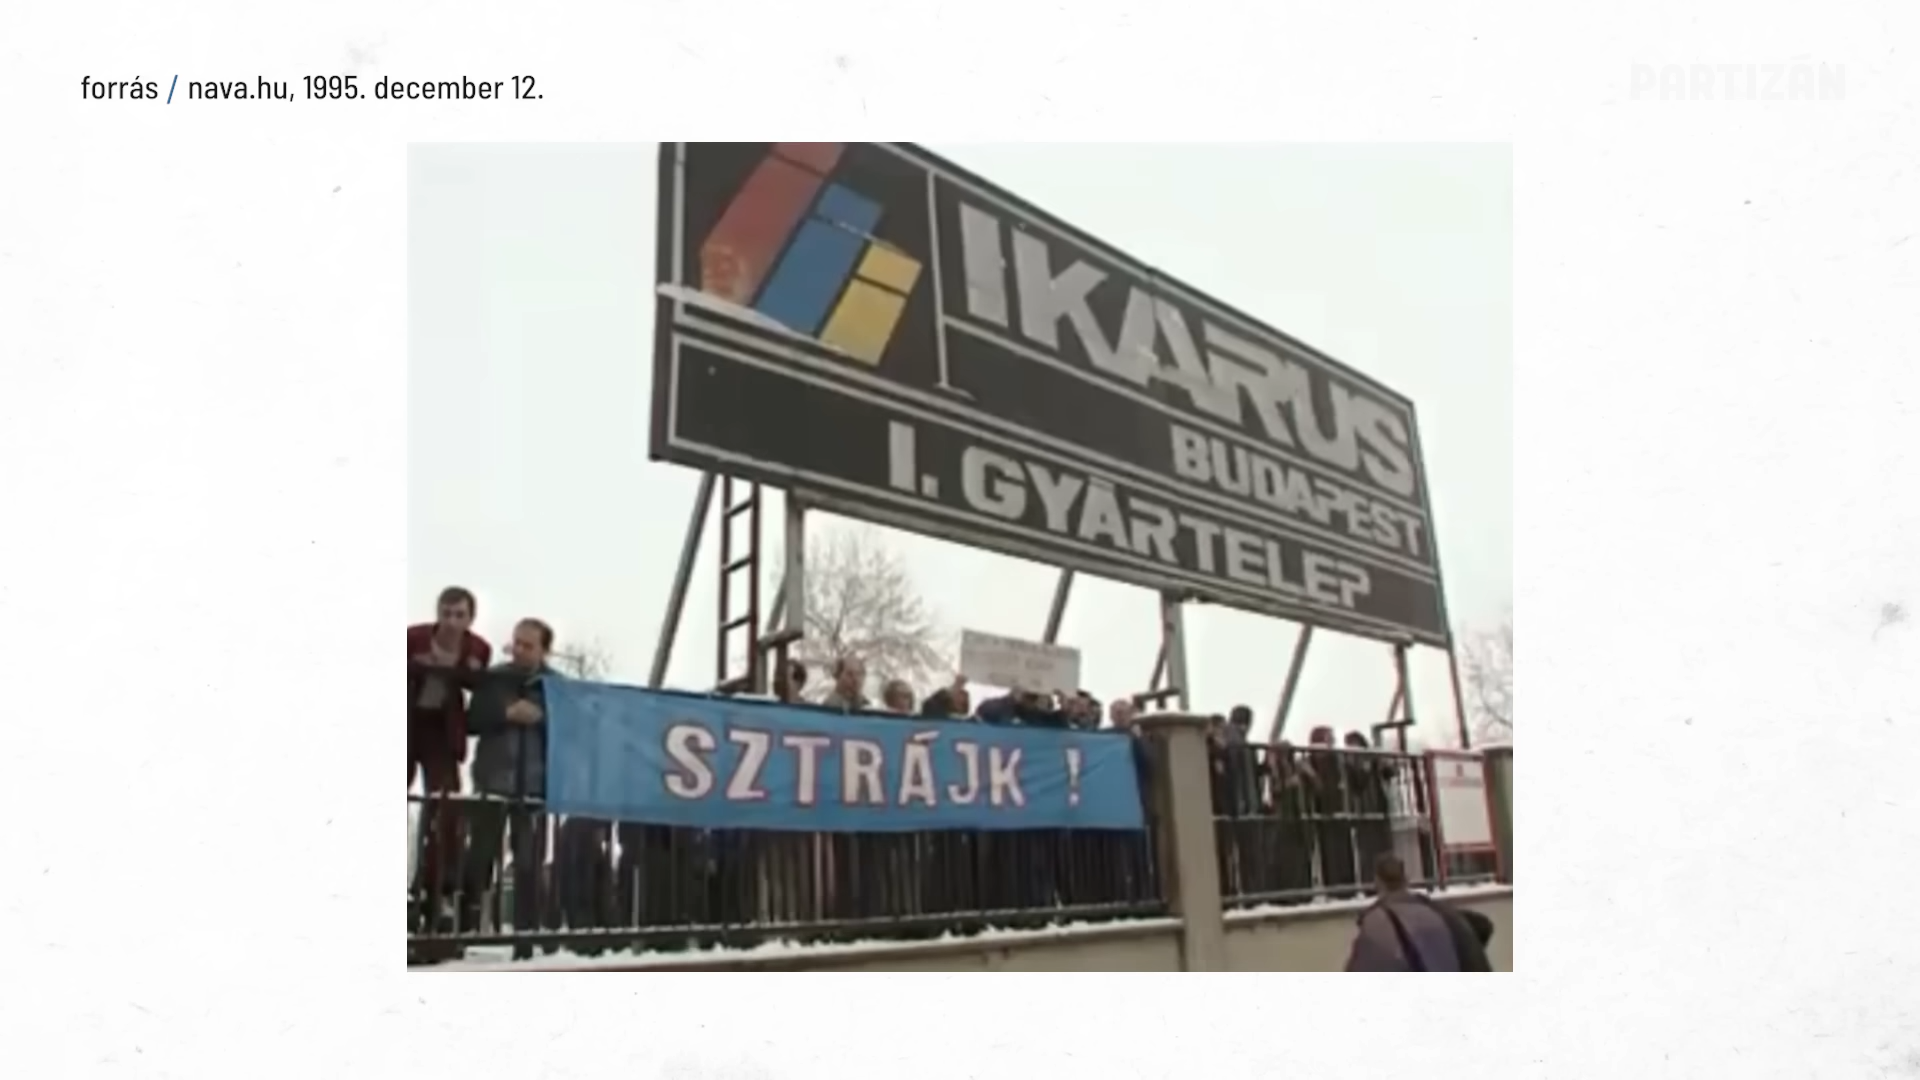 forrás / nava.hu, 1995. december 12.
PARTIZÁN
IKARUS
BUDAPEST
I. GYÁRTELEP
SZTRÁJK !